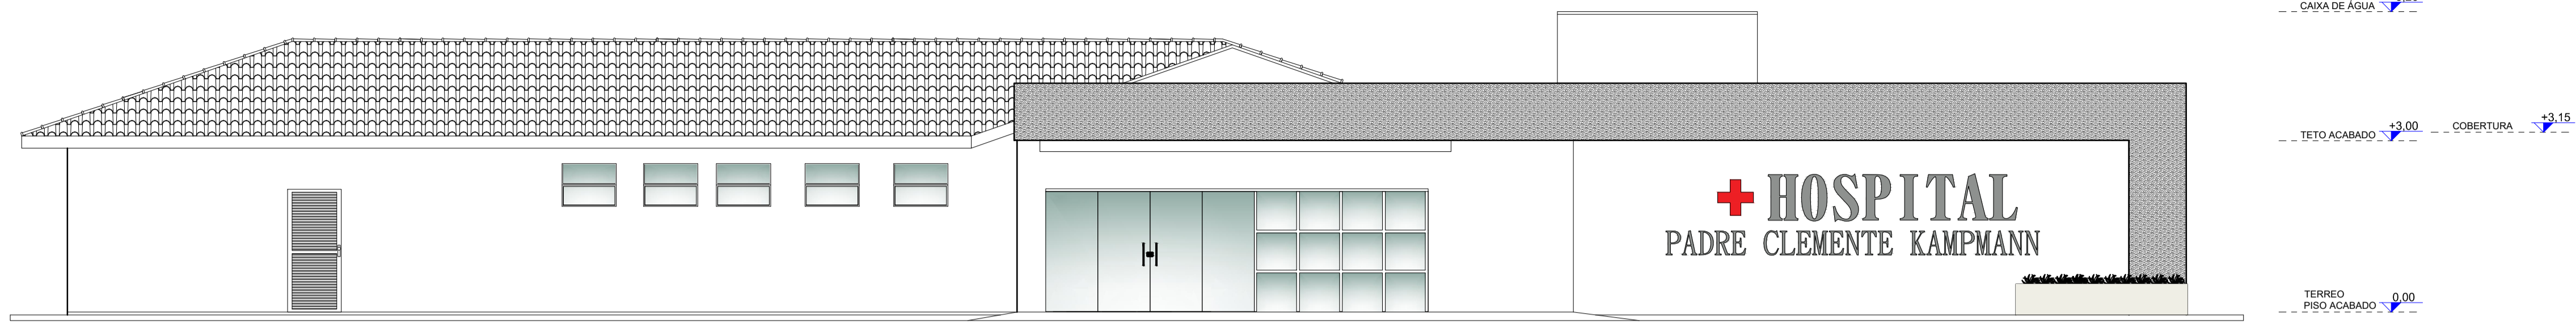 CAIXA DE ÁGUA
TETO ACABADO +3,00
COBERTURA +3,15
HOSPITAL
PADRE CLEMENTE KAMPMANN
TERREO
PISO ACABADO 0,00